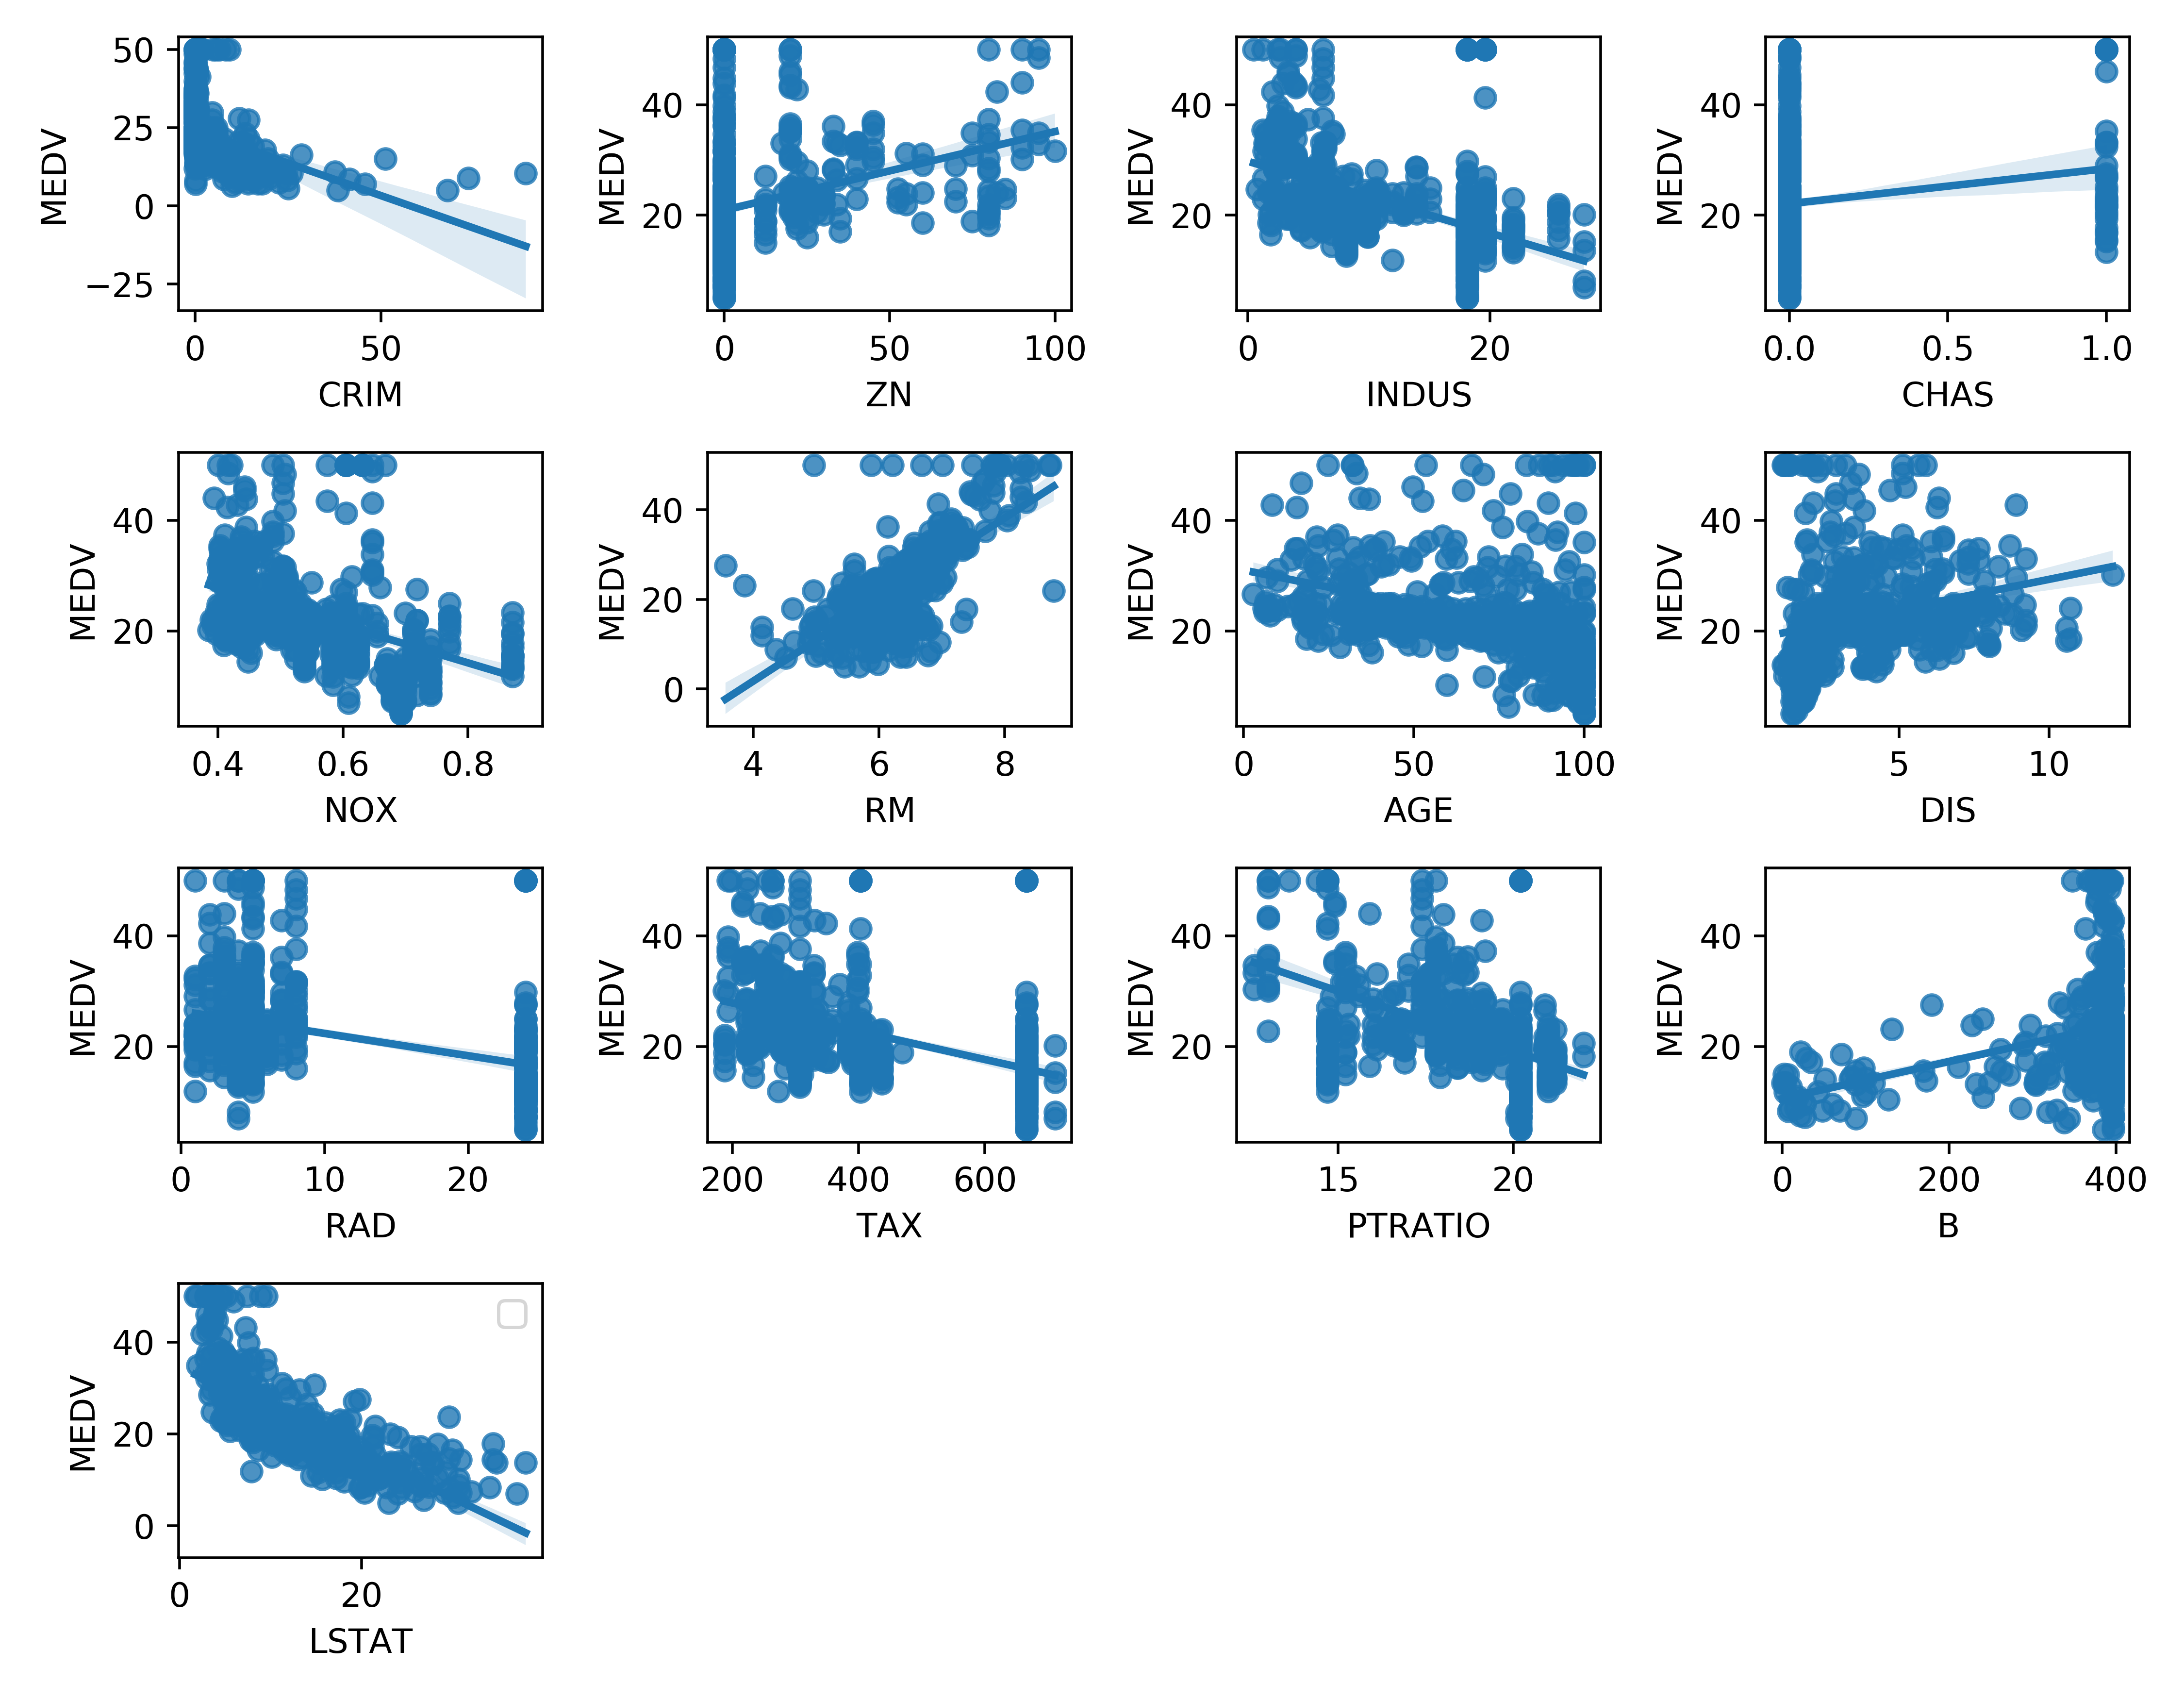 MEDV
50
25
0
−25
0 50
CRIM
MEDV
40
20
0 50 100
ZN
MEDV
40
20
0 20
INDUS
MEDV
40
20
0.0 0.5 1.0
CHAS
MEDV
40
20
0.4 0.6 0.8
NOX
MEDV
40
20
0
4 6 8
RM
MEDV
40
20
0 50 100
AGE
MEDV
40
20
5 10
DIS
MEDV
40
20
0 10 20
RAD
MEDV
40
20
200 400 600
TAX
MEDV
40
20
15 20
PTRATIO
MEDV
40
20
0 200 400
B
MEDV
40
20
0
0 20
LSTAT